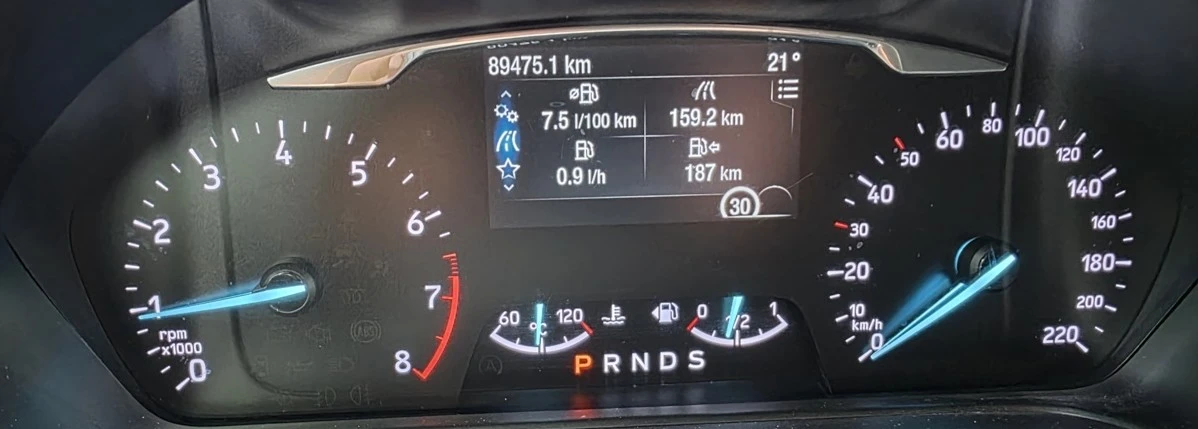 89475.1 km 21°
7.5 l/100 km 159.2 km
0.9 l/h 187 km
30
0 1 2 3 4 5 6 7 8
rpm
x1000
60 °C 120
0 1/2 1
P R N D S
0 10 20 30 40 50 60 80 100 120 140 160 180 200 220
km/h
ABS
A